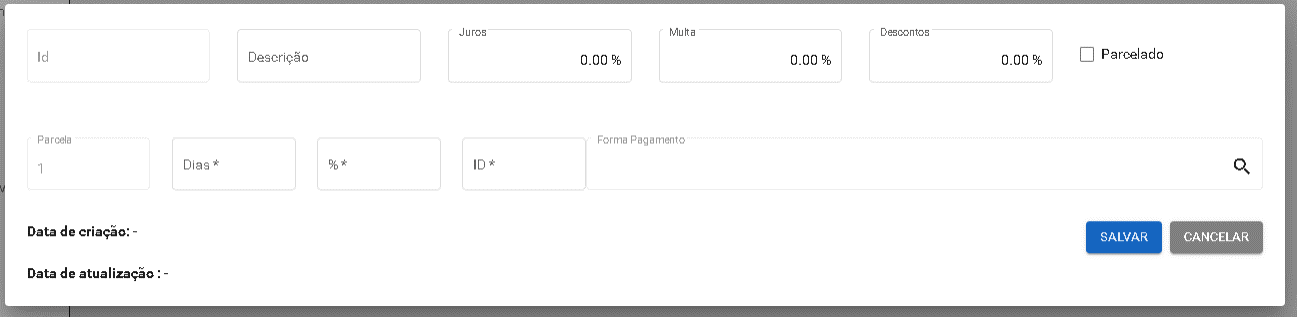 Id
Descrição
Juros
0.00 %
Multa
0.00 %
Descontos
0.00 %
Parcelado
Parcela
1
Dias *
% *
ID *
Forma Pagamento
Data de criação: -
SALVAR
CANCELAR
Data de atualização : -